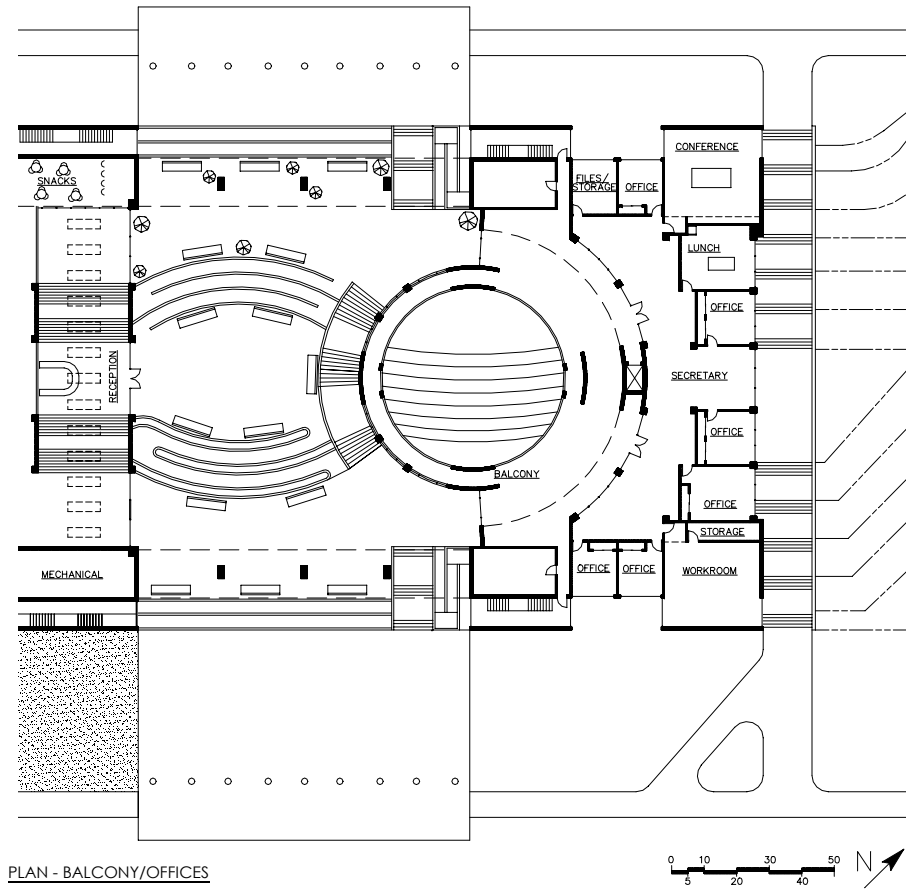 CONFERENCE
SNACKS
FILES/
STORAGE
OFFICE
LUNCH
OFFICE
RECEPTION
SECRETARY
OFFICE
BALCONY
OFFICE
STORAGE
MECHANICAL
OFFICE
OFFICE
WORKROOM
PLAN - BALCONY/OFFICES
0 10 30 50
5 20 40
N